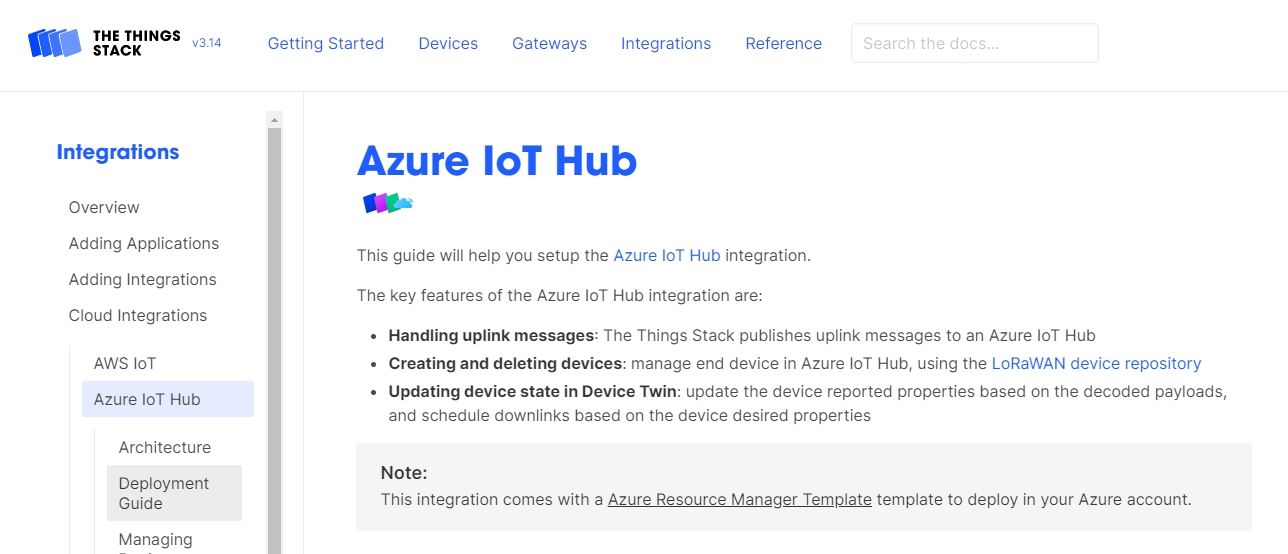 THE THINGS
STACK
v3.14
Getting Started
Devices
Gateways
Integrations
Reference
Search the docs...
Integrations
Overview
Adding Applications
Adding Integrations
Cloud Integrations
AWS IoT
Azure IoT Hub
Architecture
Deployment
Guide
Managing
Azure IoT Hub
This guide will help you setup the Azure IoT Hub integration.
The key features of the Azure IoT Hub integration are:
• Handling uplink messages: The Things Stack publishes uplink messages to an Azure IoT Hub
• Creating and deleting devices: manage end device in Azure IoT Hub, using the LoRaWAN device repository
• Updating device state in Device Twin: update the device reported properties based on the decoded payloads,
and schedule downlinks based on the device desired properties
Note:
This integration comes with a Azure Resource Manager Template template to deploy in your Azure account.